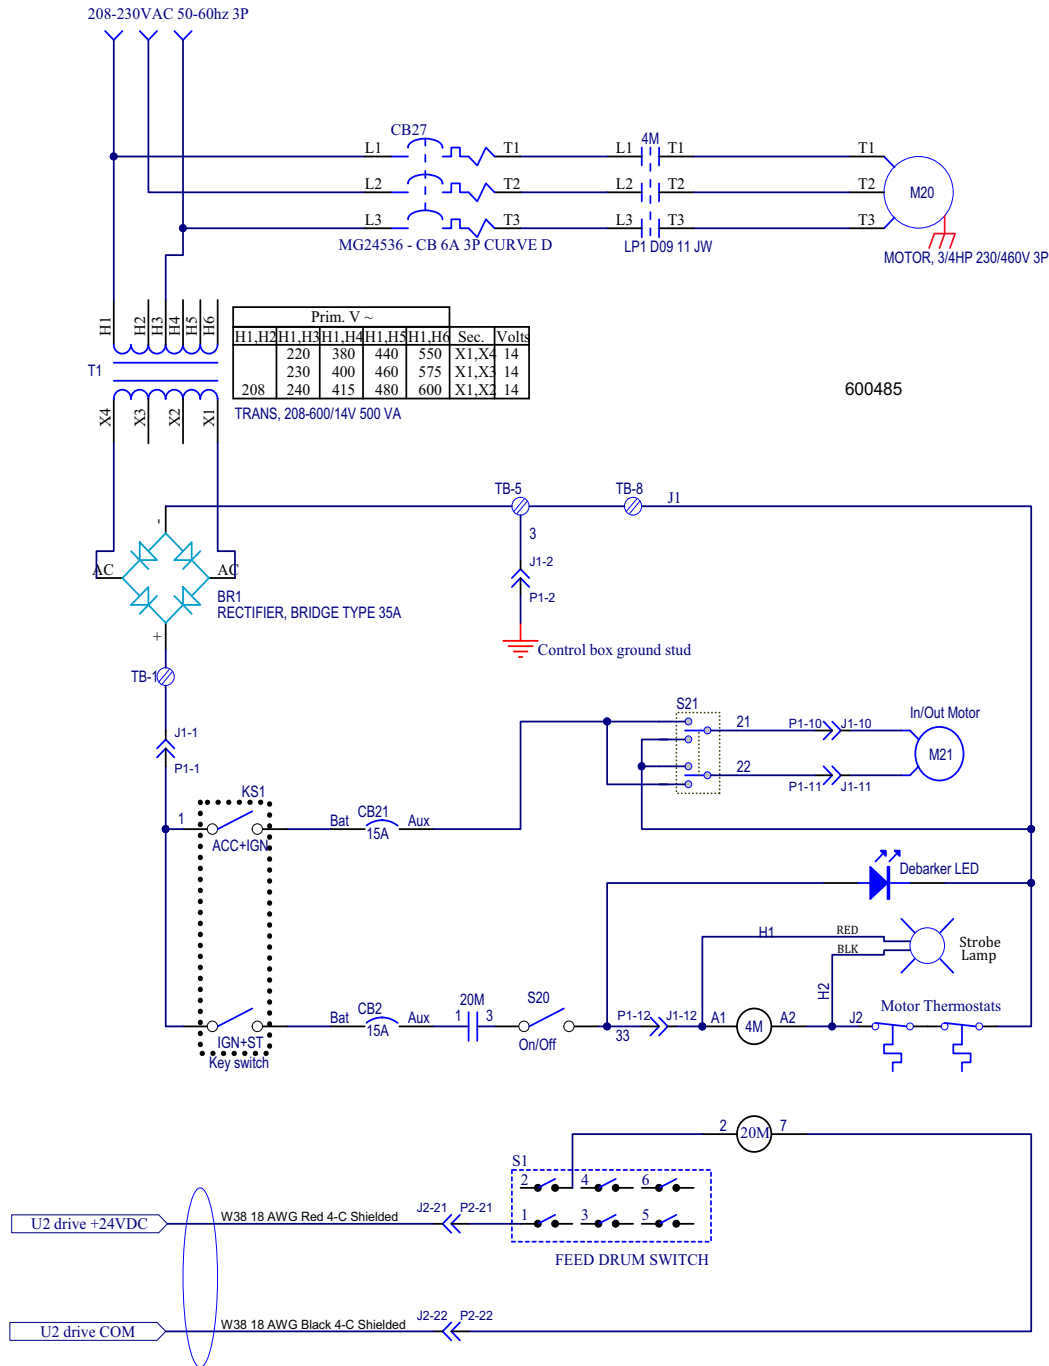 208-230VAC 50-60hz 3P
CB27
L1 T1 L1 4M T1 T1
L2 T2 L2 T2 T2 M20
L3 T3 L3 T3 T3
MG24536 - CB 6A 3P CURVE D
LP1 D09 11 JW
MOTOR, 3/4HP 230/460V 3P
H1 H2 H3 H4 H5 H6
T1
X4 X3 X2 X1
Prim. V ~
H1,H2 H1,H3 H1,H4 H1,H5 H1,H6 Sec. Volts
220 380 440 550 X1,X4 14
230 400 460 575 X1,X3 14
208 240 415 480 600 X1,X2 14
TRANS, 208-600/14V 500 VA
600485
TB-5 TB-8 J1
3
J1-2
P1-2
Control box ground stud
-
AC AC
+
BR1
RECTIFIER, BRIDGE TYPE 35A
TB-1
J1-1
P1-1
S21
21 P1-10 J1-10
22 P1-11 J1-11
In/Out Motor
M21
KS1
1
ACC+IGN
Bat CB21 Aux
15A
Debarker LED
H1 RED
BLK
H2
Strobe
Lamp
Motor Thermostats
IGN+ST
Key switch
Bat CB2 Aux
15A
20M
1 3
S20
On/Off
33
P1-12 J1-12
A1 4M A2
J2
2 20M 7
S1
2 4 6
1 3 5
FEED DRUM SWITCH
U2 drive +24VDC
W38 18 AWG Red 4-C Shielded
J2-21 P2-21
U2 drive COM
W38 18 AWG Black 4-C Shielded
J2-22 P2-22